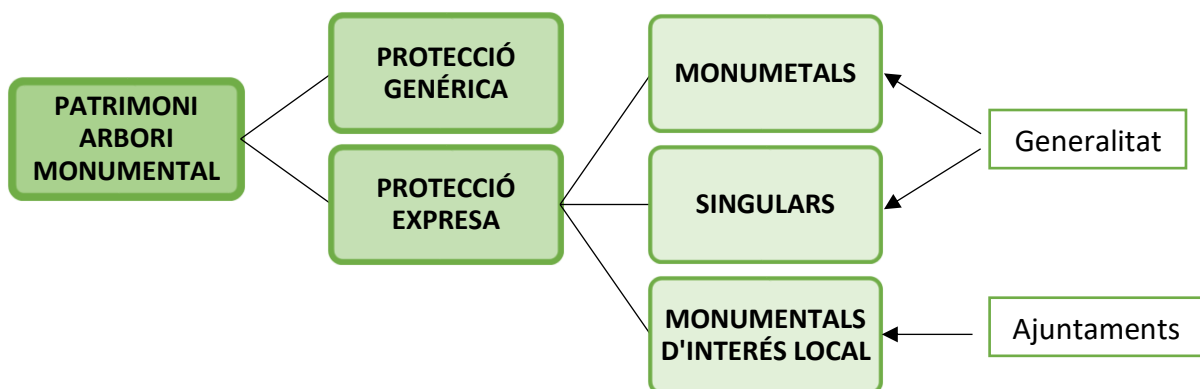 PATRIMONI
ARBORI
MONUMENTAL
PROTECCIÓ
GENÉRICA
PROTECCIÓ
EXPRESA
MONUMETALS
SINGULARS
MONUMENTALS
D'INTERÉS LOCAL
Generalitat
Ajuntaments